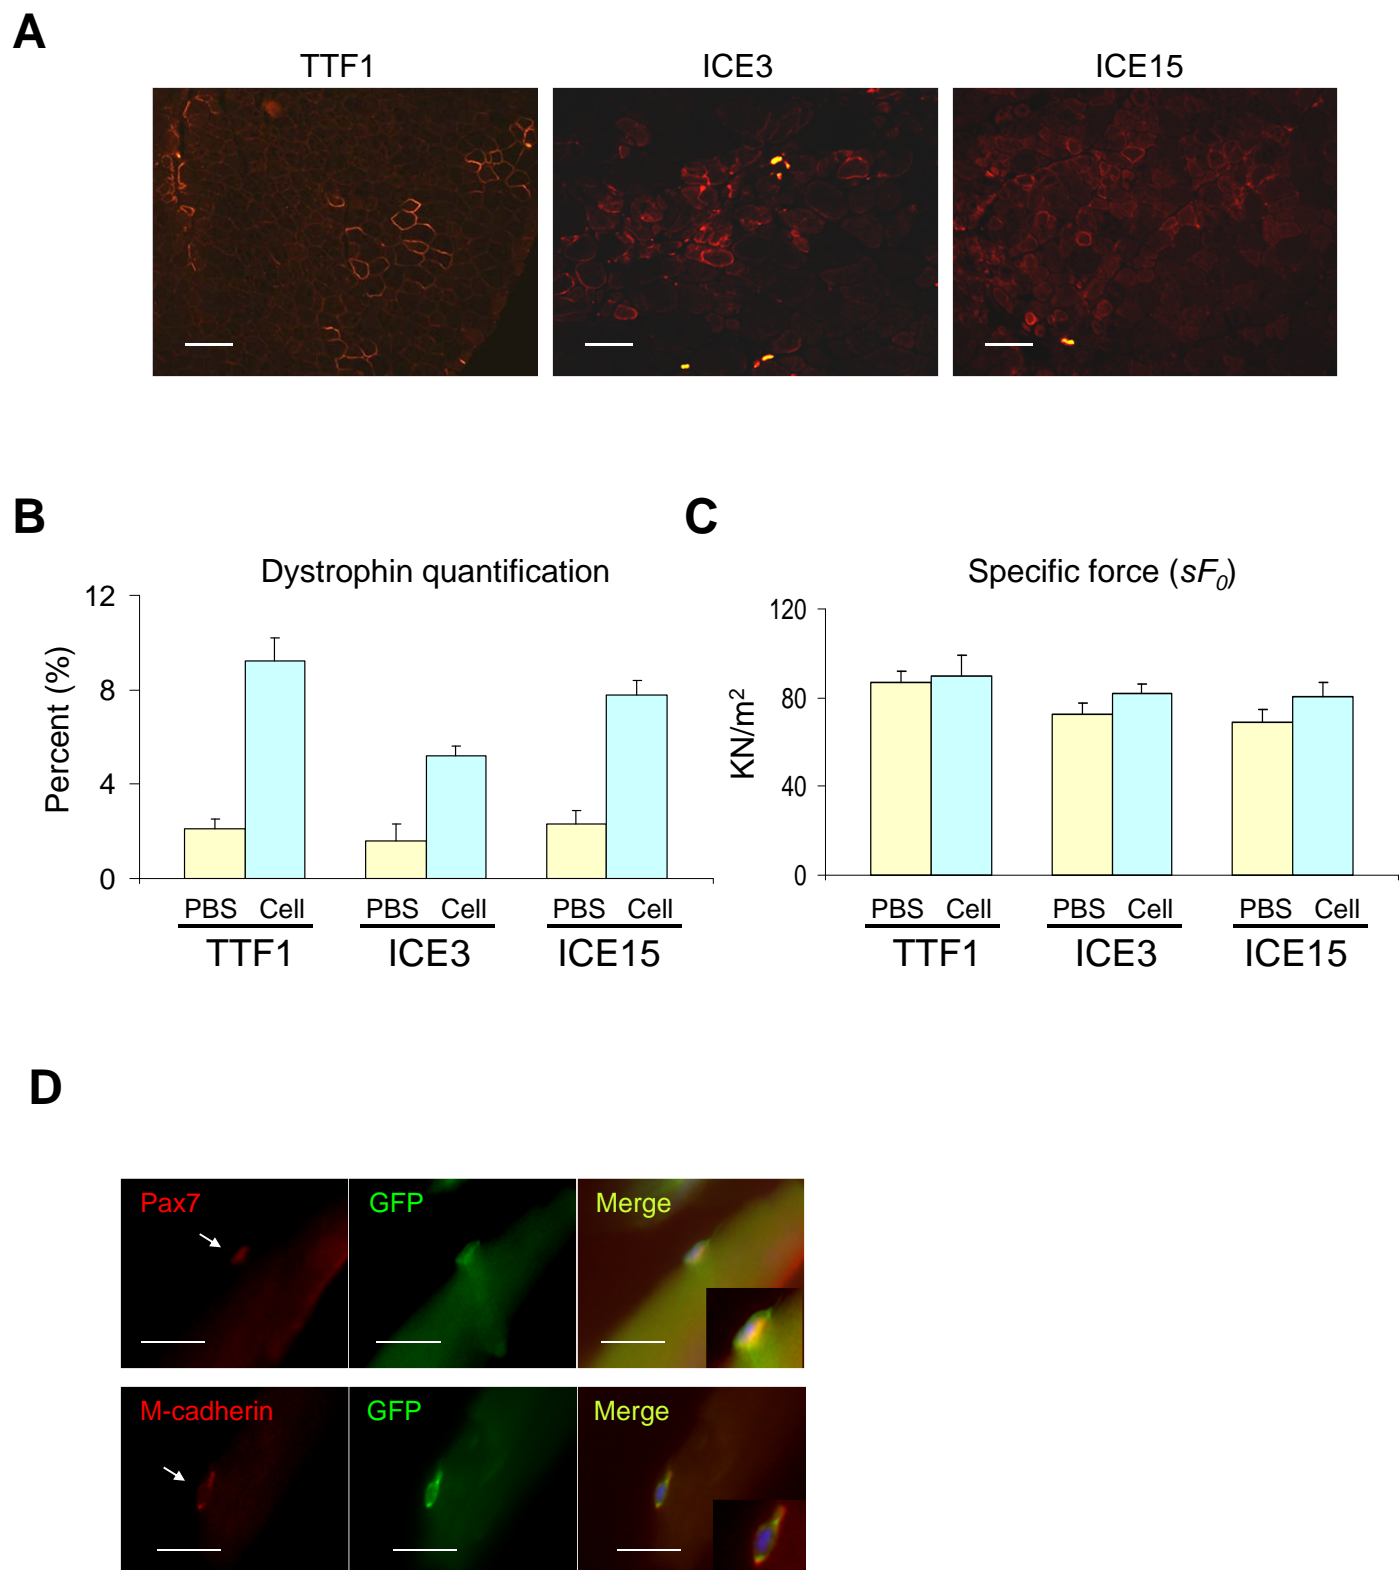 A
TTF1 ICE3 ICE15
B
Dystrophin quantification
Percent (%)
12
8
4
0
PBS Cell PBS Cell PBS Cell
TTF1 ICE3 ICE15
C
Specific force (sF0)
KN/m2
120
80
40
0
PBS Cell PBS Cell PBS Cell
TTF1 ICE3 ICE15
D
Pax7 GFP Merge
M-cadherin GFP Merge